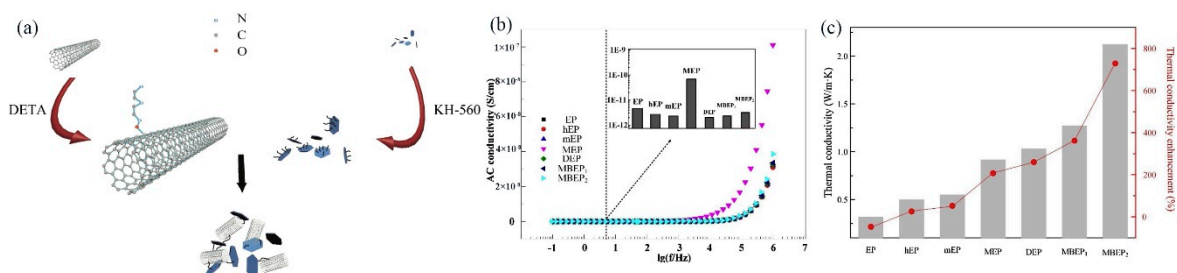 (a)
N
C
O
DETA
KH-560
(b)
AC conductivity (S/cm)
1×10⁻⁷
8×10⁻⁸
6×10⁻⁸
4×10⁻⁸
0
EP
hEP
mEP
MEP
DEP
MBEP₁
MBEP₂
1E-9
1E-10
1E-11
1E-12
EP
hEP
mEP
MEP
DEP
MBEP₁
MBEP₂
-1 0 1 2 3 4 5 6 7
lg(f/Hz)
(c)
Thermal conductivity (W/m·K)
2.0
1.5
1.0
0.5
EP hEP mEP MEP DEP MBEP₁ MBEP₂
800
600
400
200
0
Thermal conductivity enhancement (%)